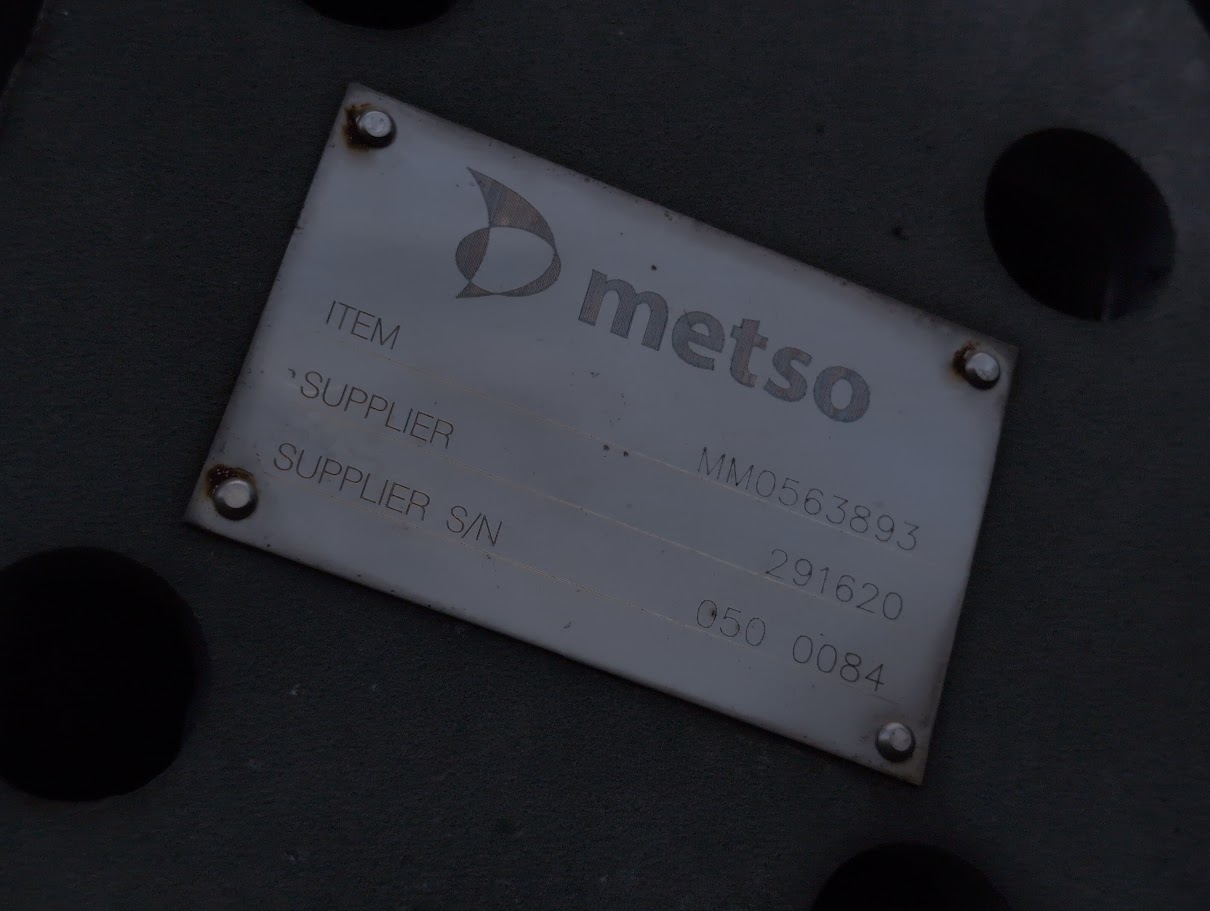 metso
ITEM MM0563893
SUPPLIER 291620
SUPPLIER S/N 050 0084